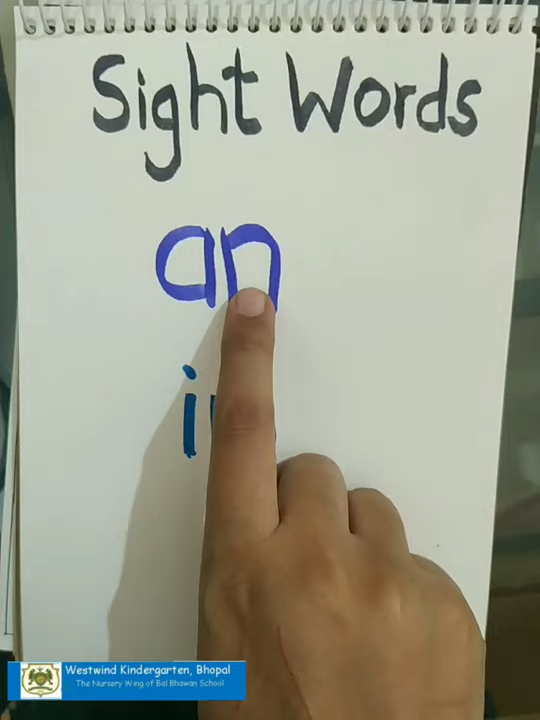 Sight Words
an
Westwind Kindergarten, Bhopal
The Nursery Wing of Bal Bhawan School